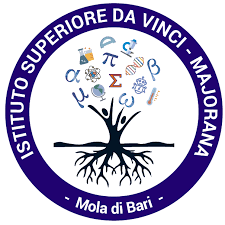 ISTITUTO SUPERIORE DA VINCI - MAJORANA
α π β
μ Σ
- Mola di Bari -